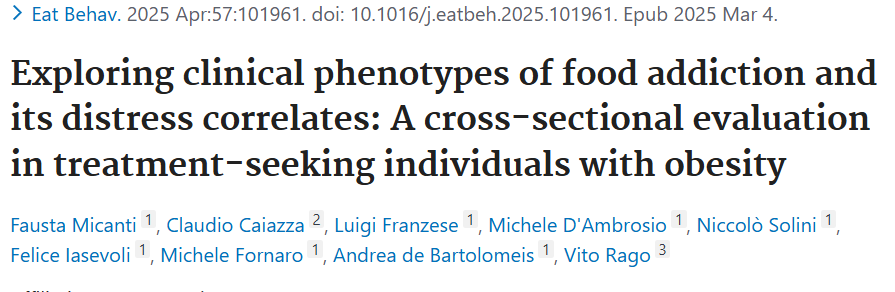 > Eat Behav. 2025 Apr:57:101961. doi: 10.1016/j.eatbeh.2025.101961. Epub 2025 Mar 4.
Exploring clinical phenotypes of food addiction and
its distress correlates: A cross-sectional evaluation
in treatment-seeking individuals with obesity
Fausta Micanti 1, Claudio Caiazza 2, Luigi Franzese 1, Michele D'Ambrosio 1, Niccolò Solini 1,
Felice Iasevoli 1, Michele Fornaro 1, Andrea de Bartolomeis 1, Vito Rago 3